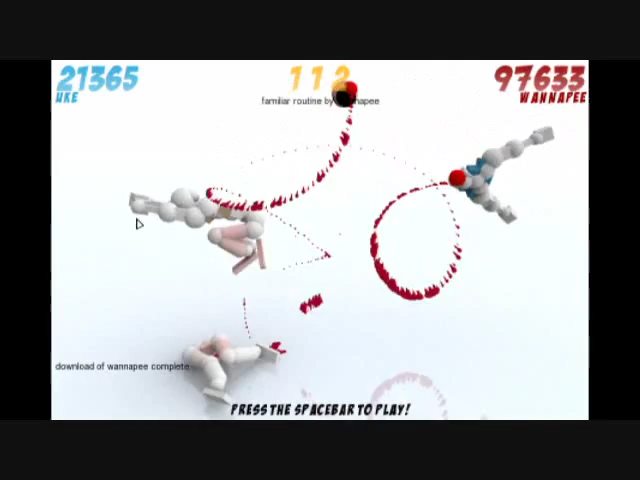 21365
UKE
112
familiar routine by wannapee
97633
WANNAPEE
download of wannapee complete
PRESS THE SPACEBAR TO PLAY!